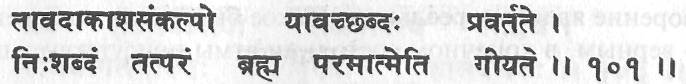 तावदाकाशसंकल्पो यावच्छब्दः प्रवर्तते ।
निःशब्दं तत्परं ब्रह्म परमात्मेति गीयते ।। १०१ ।।